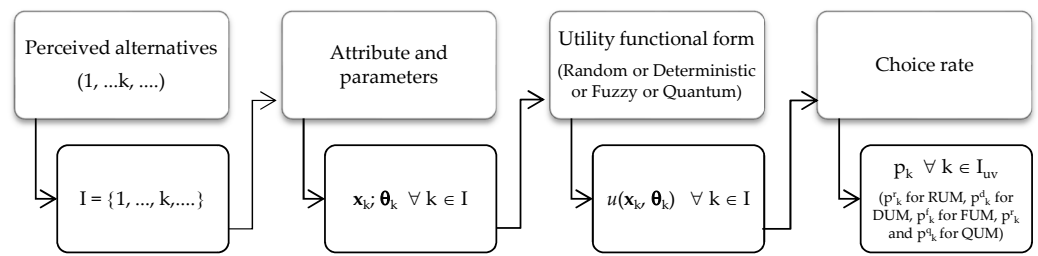 Perceived alternatives
(1, ...k, ....)
I = {1, ..., k,....}
Attribute and
parameters
𝐱ₖ; 𝛉ₖ ∀ k ∈ I
Utility functional form
(Random or Deterministic
or Fuzzy or Quantum)
u(𝐱ₖ, 𝛉ₖ) ∀ k ∈ I
Choice rate
pₖ ∀ k ∈ Iᵤᵥ
(pʳₖ for RUM, pᵈₖ for
DUM, pᶠₖ for FUM, pʳₖ
and p^qₖ for QUM)